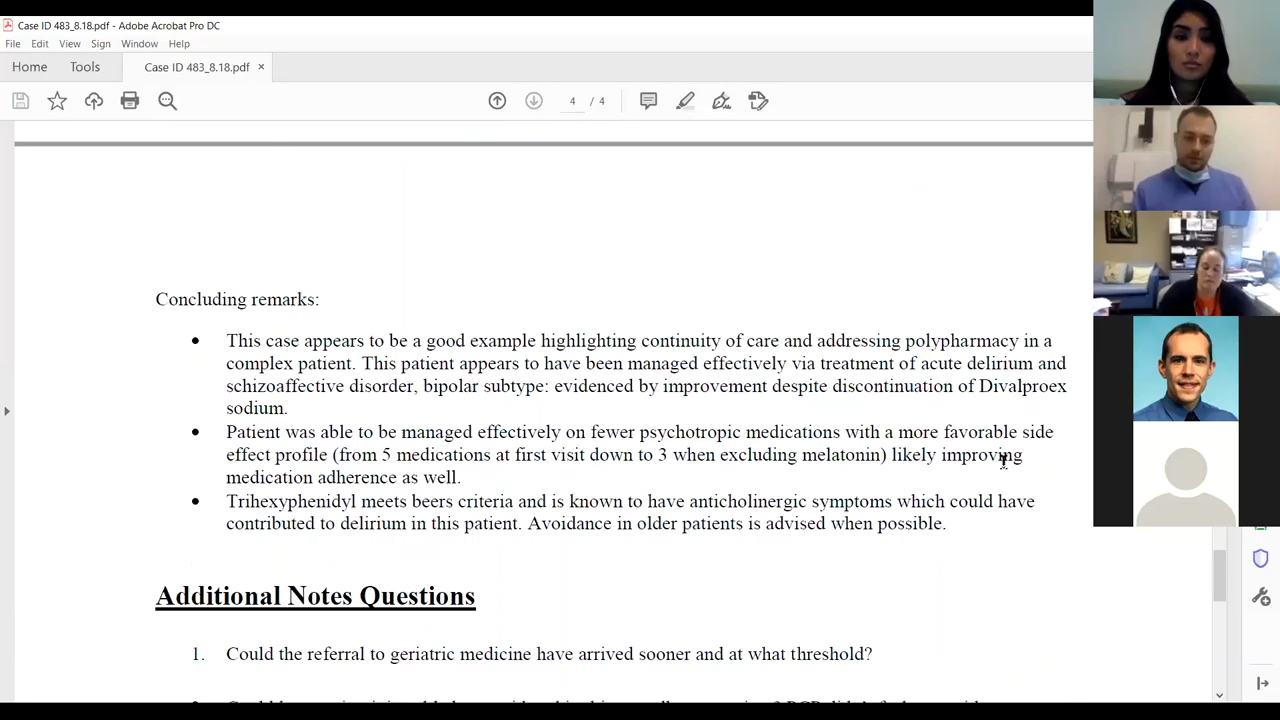 Case ID 483_8.18.pdf - Adobe Acrobat Pro DC
File Edit View Sign Window Help
Home Tools Case ID 483_8.18.pdf ×
4 / 4
Concluding remarks:
• This case appears to be a good example highlighting continuity of care and addressing polypharmacy in a
complex patient. This patient appears to have been managed effectively via treatment of acute delirium and
schizoaffective disorder, bipolar subtype: evidenced by improvement despite discontinuation of Divalproex
sodium.
• Patient was able to be managed effectively on fewer psychotropic medications with a more favorable side
effect profile (from 5 medications at first visit down to 3 when excluding melatonin) likely improving
medication adherence as well.
• Trihexyphenidyl meets beers criteria and is known to have anticholinergic symptoms which could have
contributed to delirium in this patient. Avoidance in older patients is advised when possible.
Additional Notes Questions
1. Could the referral to geriatric medicine have arrived sooner and at what threshold?